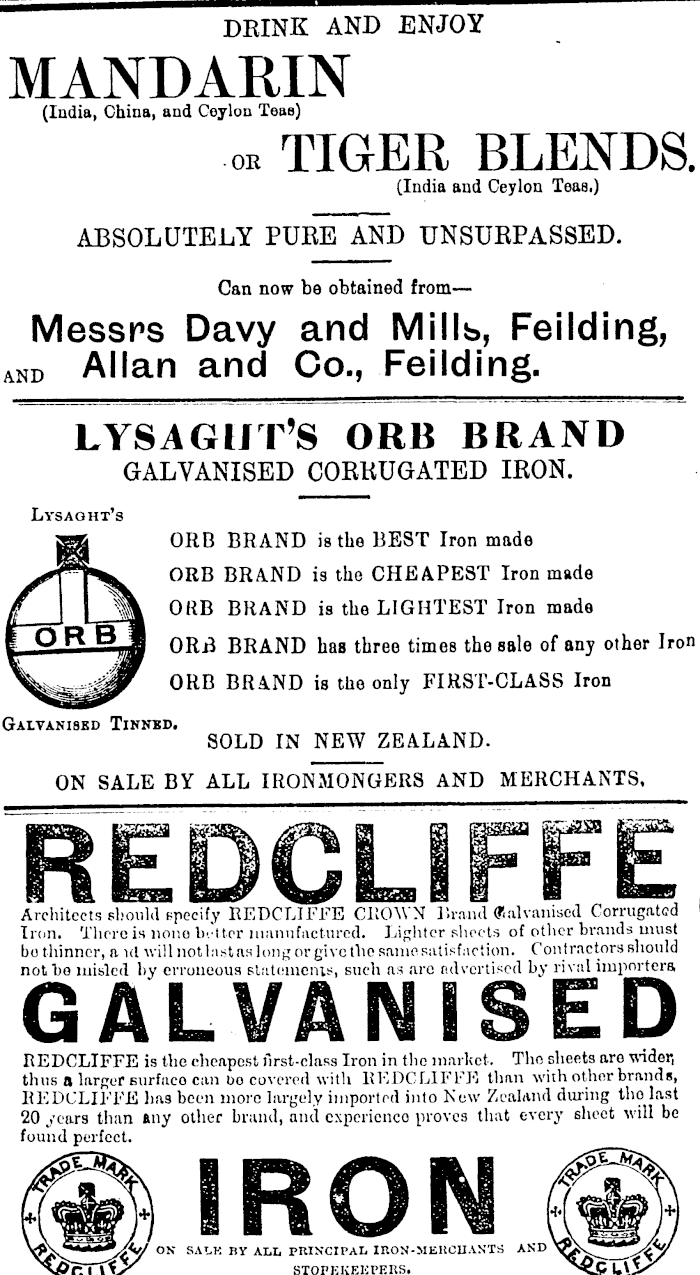 DRINK AND ENJOY
MANDARIN
(India, China, and Ceylon Teas)
OR TIGER BLENDS.
(India and Ceylon Teas.)
ABSOLUTELY PURE AND UNSURPASSED.
Can now be obtained from—
Messrs Davy and Mills, Feilding,
AND Allan and Co., Feilding.
LYSAGHT'S ORB BRAND
GALVANISED CORRUGATED IRON.
LYSAGHT'S
ORB
GALVANISED TINNED.
ORB BRAND is the BEST Iron made
ORB BRAND is the CHEAPEST Iron made
ORB BRAND is the LIGHTEST Iron made
ORB BRAND has three times the sale of any other Iron
ORB BRAND is the only FIRST-CLASS Iron
SOLD IN NEW ZEALAND.
ON SALE BY ALL IRONMONGERS AND MERCHANTS,
REDCLIFFE
Architects should specify REDCLIFFE CROWN Brand Galvanised Corrugated
Iron. There is none better manufactured. Lighter sheets of other brands must
be thinner, and will not last as long or give the same satisfaction. Contractors should
not be misled by erroneous statements, such as are advertised by rival importers
GALVANISED
REDCLIFFE is the cheapest first-class Iron in the market. The sheets are wider,
thus a larger surface can be covered with REDCLIFFE than with other brands,
REDCLIFFE has been more largely imported into New Zealand during the last
20 years than any other brand, and experience proves that every sheet will be
found perfect.
TRADE MARK
REDCLIFFE
IRON
TRADE MARK
REDCLIFFE
ON SALE BY ALL PRINCIPAL IRON-MERCHANTS AND
STOPEKEEPERS.